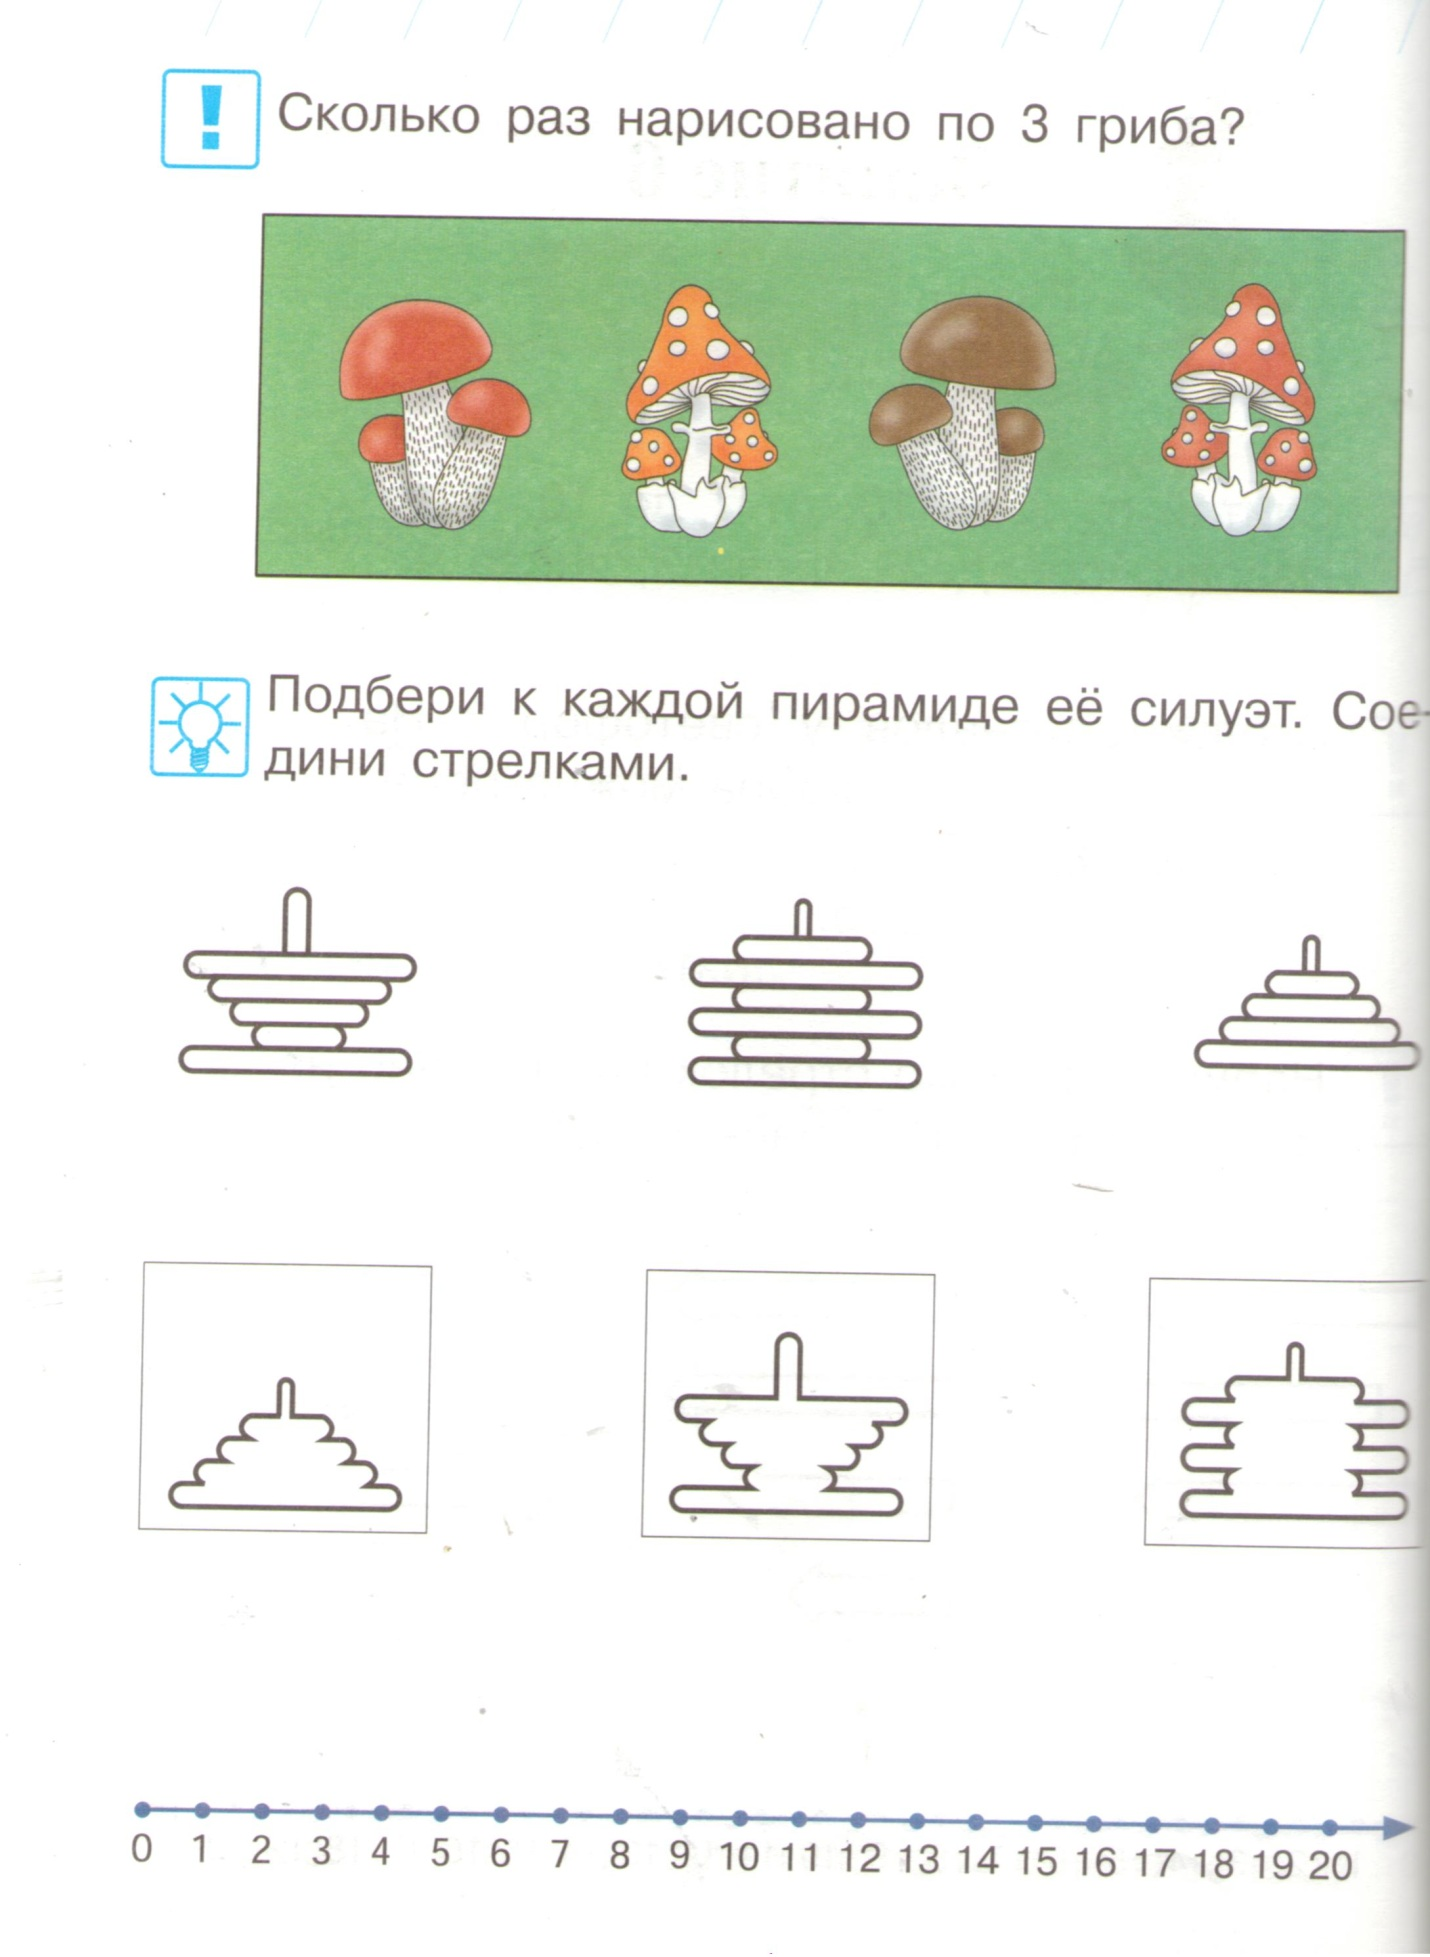 ! Сколько раз нарисовано по 3 гриба?
Подбери к каждой пирамиде её силуэт. Сое-
дини стрелками.
0 1 2 3 4 5 6 7 8 9 10 11 12 13 14 15 16 17 18 19 20